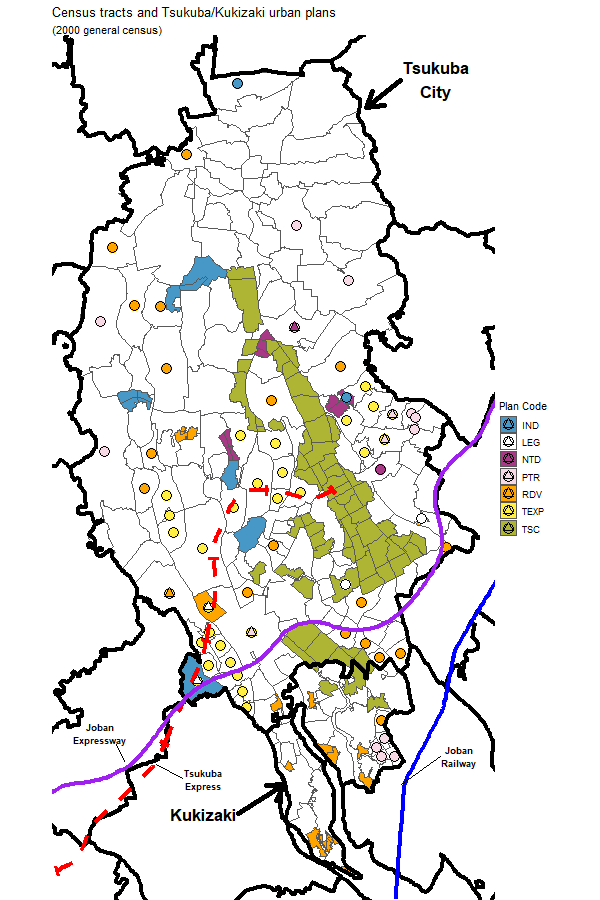 Census tracts and Tsukuba/Kukizaki urban plans
(2000 general census)
Tsukuba
City
Plan Code
IND
LEG
NTD
PTR
RDV
TEXP
TSC
Joban
Expressway
Tsukuba
Express
Joban
Railway
Kukizaki